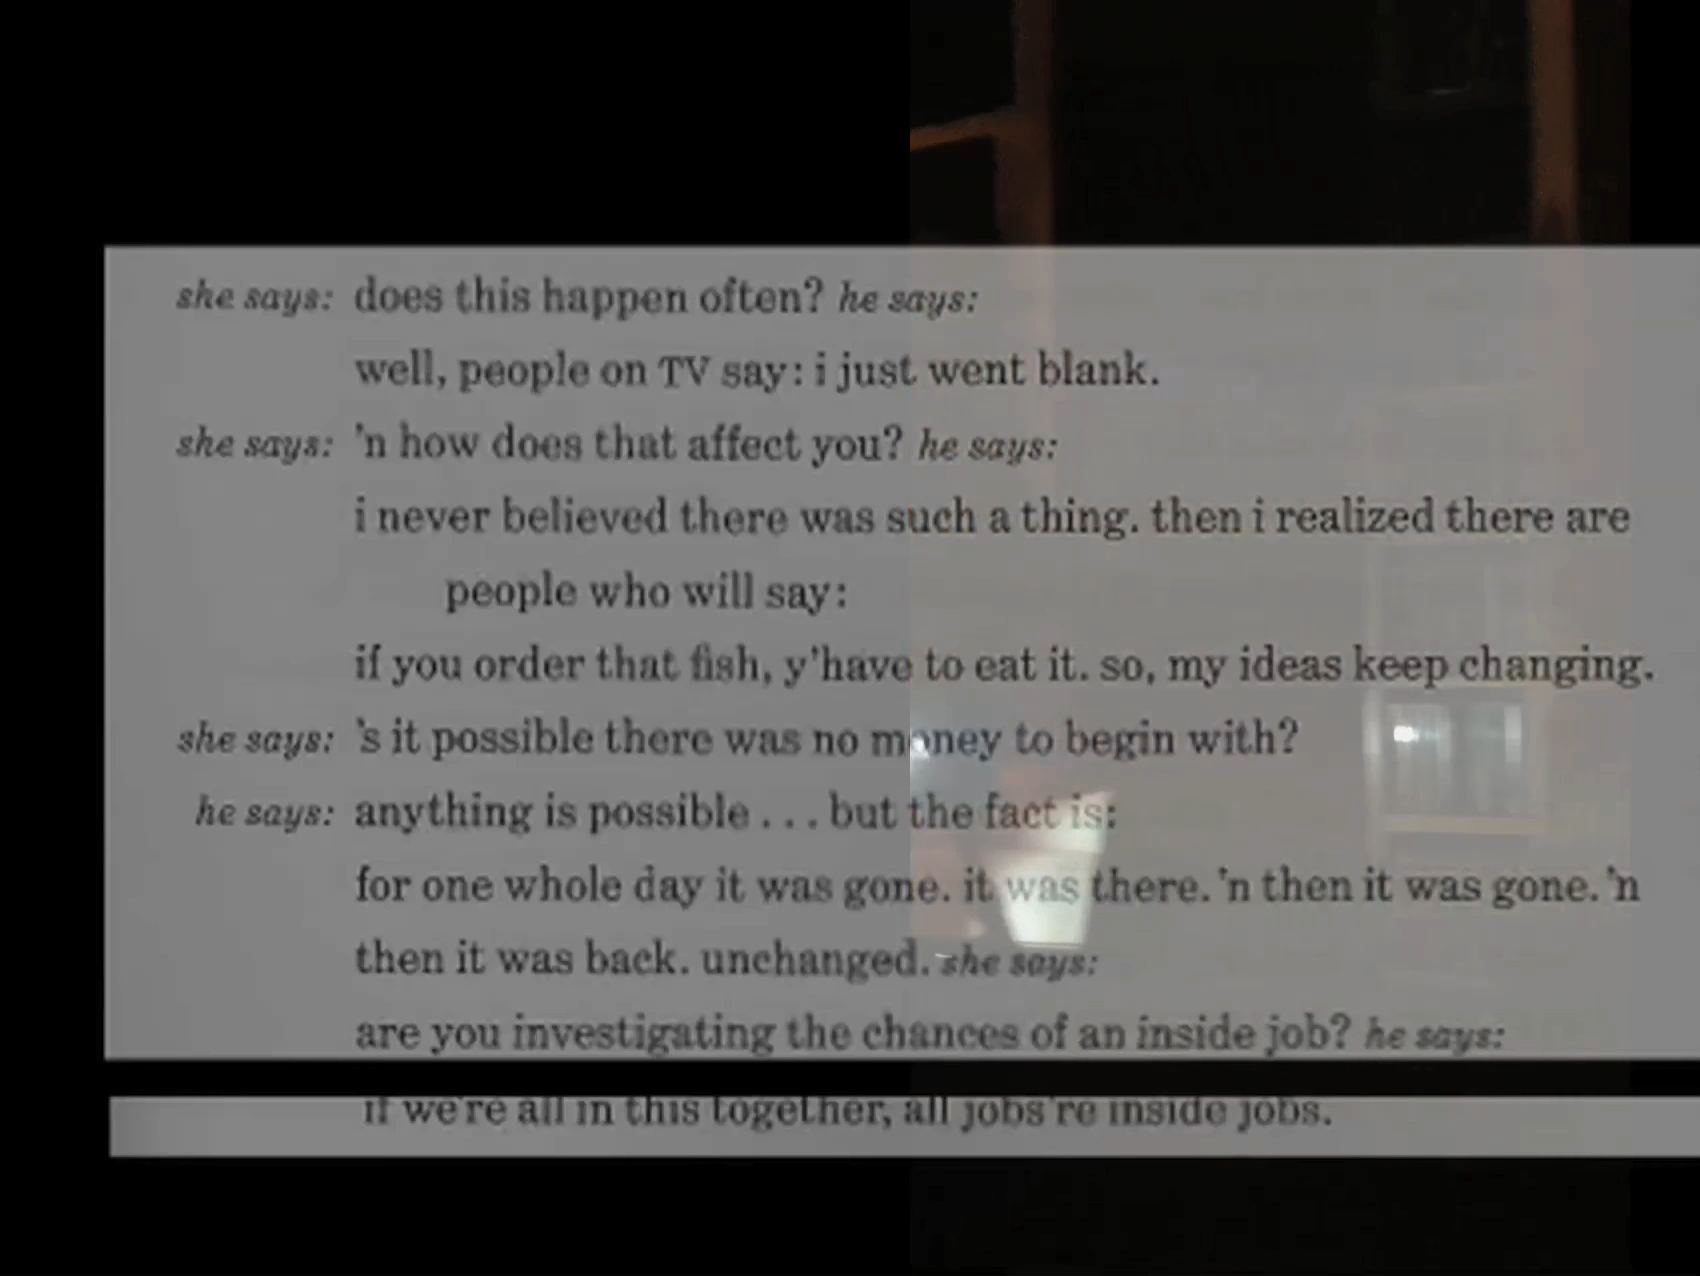 she says: does this happen often? he says:
well, people on TV say: i just went blank.
she says: 'n how does that affect you? he says:
i never believed there was such a thing. then i realized there are
people who will say:
if you order that fish, y'have to eat it. so, my ideas keep changing.
she says: 's it possible there was no money to begin with?
he says: anything is possible . . . but the fact is:
for one whole day it was gone. it was there. 'n then it was gone. 'n
then it was back. unchanged. she says:
are you investigating the chances of an inside job? he says:
if we're all in this together, all jobs're inside jobs.